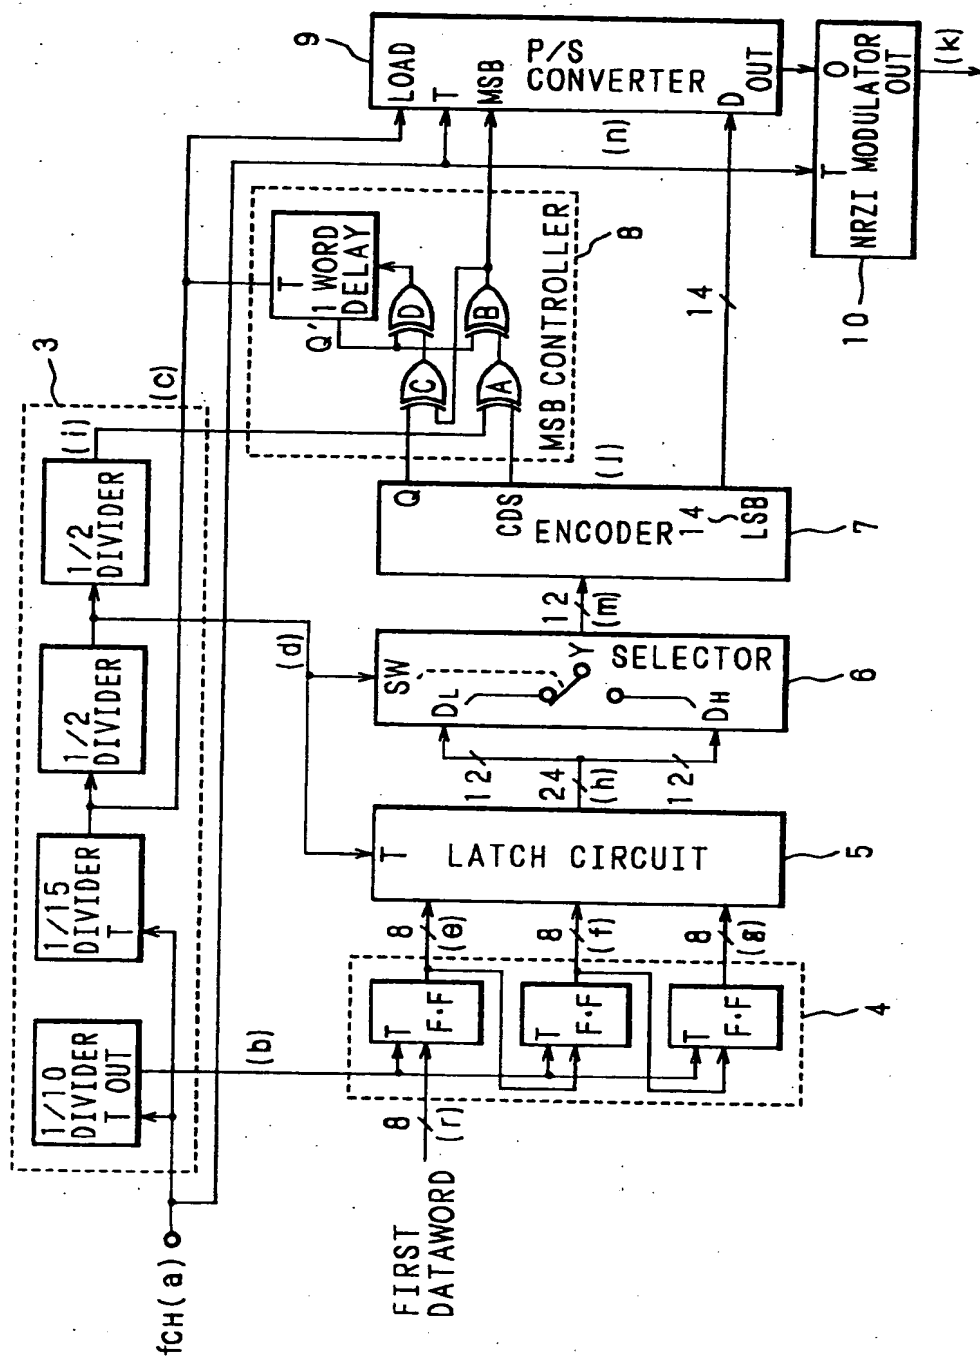 fCH(a)
3
1/10
DIVIDER
T OUT
1/15
DIVIDER
T
1/2
DIVIDER
1/2
DIVIDER
(i)
(b)
(c)
(d)
FIRST
DATAWORD
8
(r)
T
F·F
T
F·F
T
F·F
4
8
(e)
8
(f)
8
(g)
T
LATCH CIRCUIT
5
12
24
(h)
12
SW
DL
Y
SELECTOR
DH
6
12
(m)
Q
CDS
ENCODER
14
LSB
7
(j)
T
1 WORD
DELAY
Q'
A
B
C
D
MSB CONTROLLER
8
14
(n)
9
LOAD
T
MSB
P/S
CONVERTER
D
OUT
T
O
NRZI MODULATOR
OUT
10
(k)